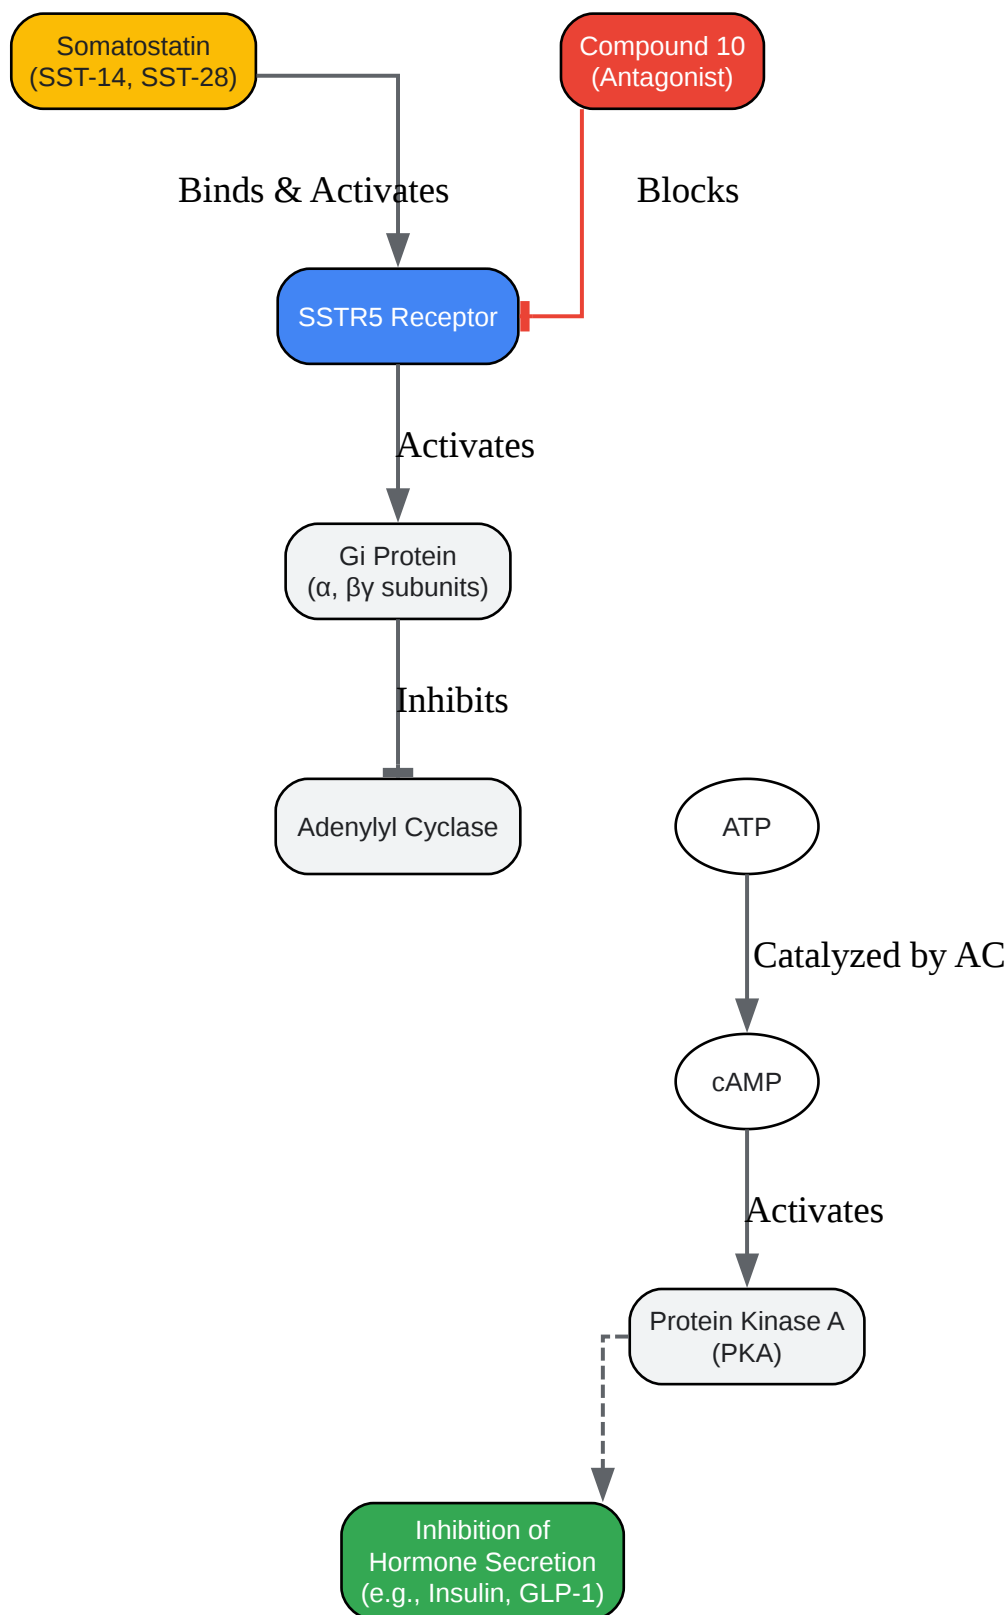 Somatostatin
(SST-14, SST-28)
Compound 10
(Antagonist)
Binds & Activates
Blocks
SSTR5 Receptor
Activates
Gi Protein
(α, βγ subunits)
Inhibits
Adenylyl Cyclase
ATP
Catalyzed by AC
cAMP
Activates
Protein Kinase A
(PKA)
Inhibition of
Hormone Secretion
(e.g., Insulin, GLP-1)